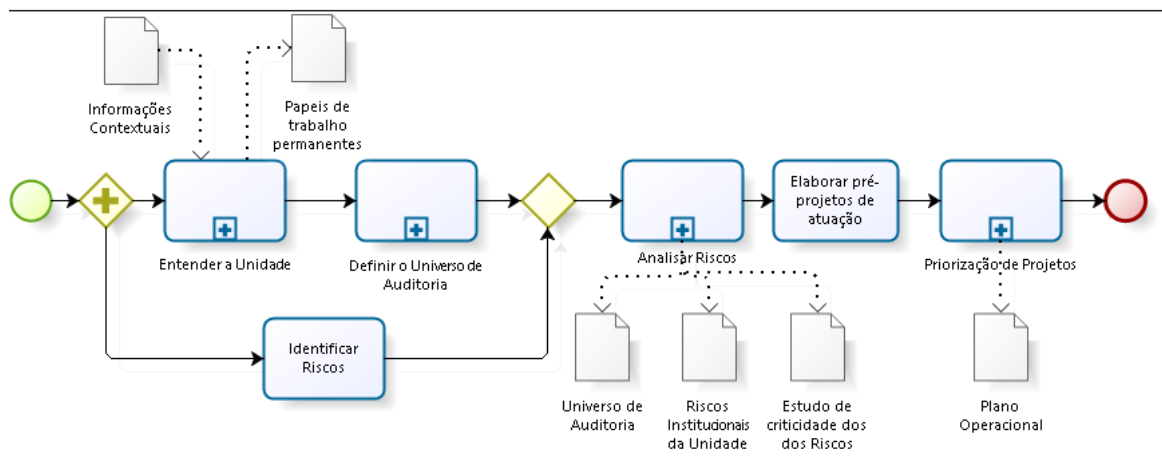 Informações
Contextuais
Papeis de
trabalho
permanentes
Entender a Unidade
Definir o Universo de
Auditoria
Identificar
Riscos
Analisar Riscos
Elaborar pré-
projetos de
atuação
Priorização de Projetos
Universo de
Auditoria
Riscos
Institucionais
da Unidade
Estudo de
criticidade dos
dos Riscos
Plano
Operacional